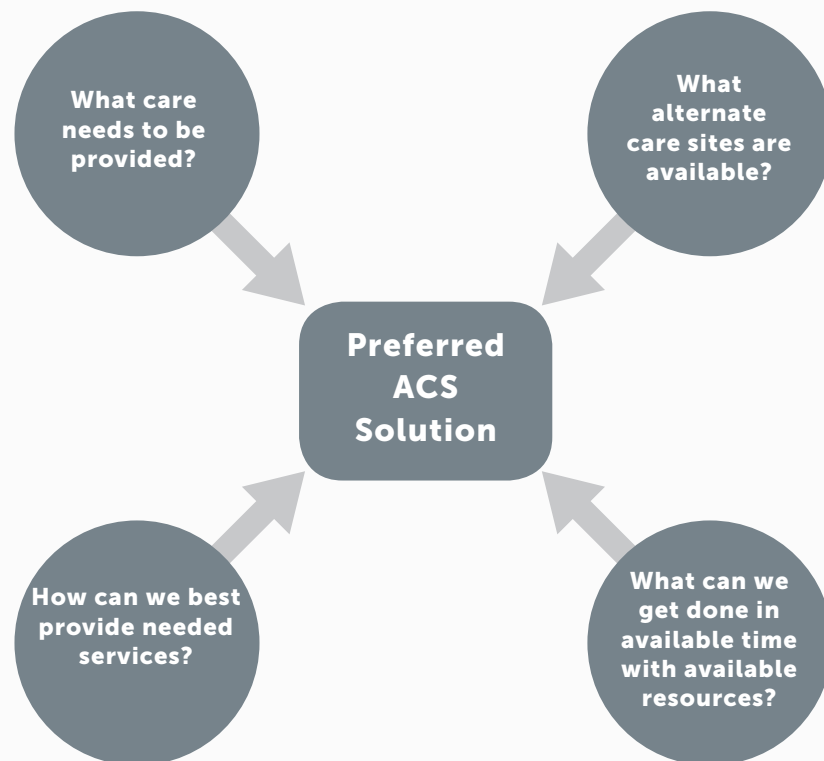 What care
needs to be
provided?
What
alternate
care sites are
available?
Preferred
ACS
Solution
How can we best
provide needed
services?
What can we
get done in
available time
with available
resources?